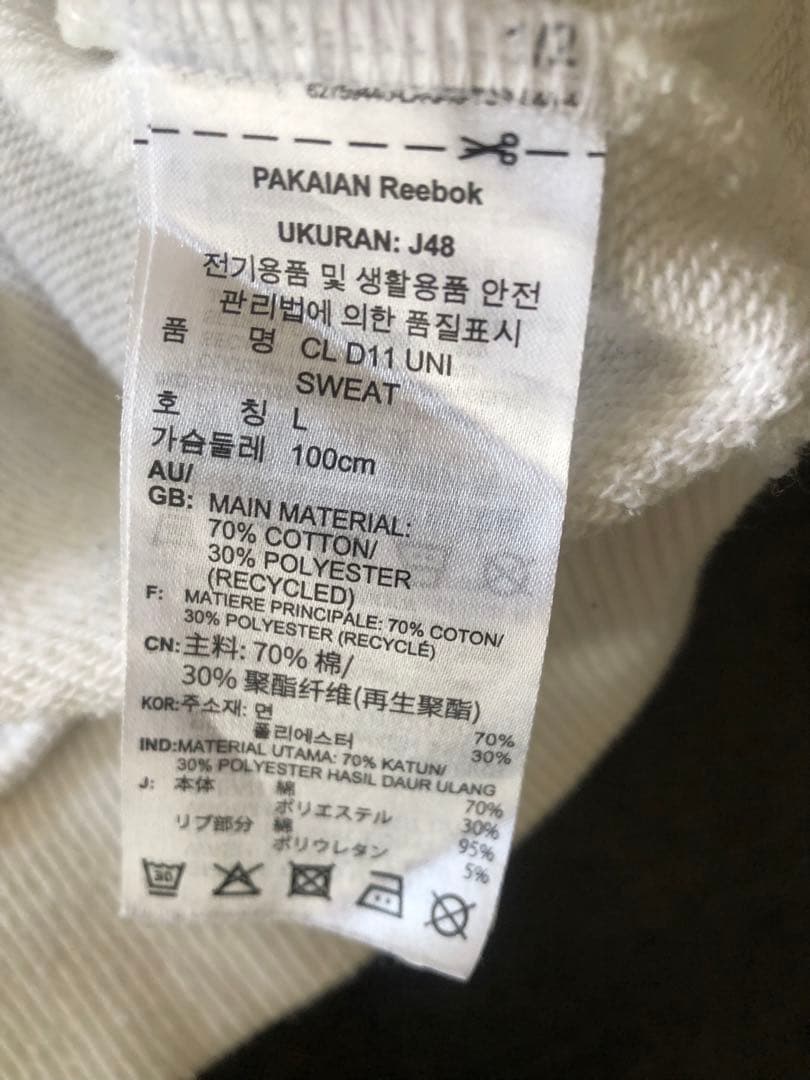 PAKAIAN Reebok
UKURAN: J48
전기용품 및 생활용품 안전
관리법에 의한 품질표시
품 명 CL D11 UNI
SWEAT
호 칭 L
가슴둘레 100cm
AU/
GB: MAIN MATERIAL:
70% COTTON/
30% POLYESTER
(RECYCLED)
F: MATIERE PRINCIPALE: 70% COTON/
30% POLYESTER (RECYCLÉ)
CN: 主料: 70% 棉/
30% 聚酯纤维(再生聚酯)
KOR: 주소재: 면 70%
폴리에스터 30%
IND: MATERIAL UTAMA: 70% KATUN/
30% POLYESTER HASIL DAUR ULANG
J: 本体 綿 70%
ポリエステル 30%
リブ部分 綿 95%
ポリウレタン 5%
30